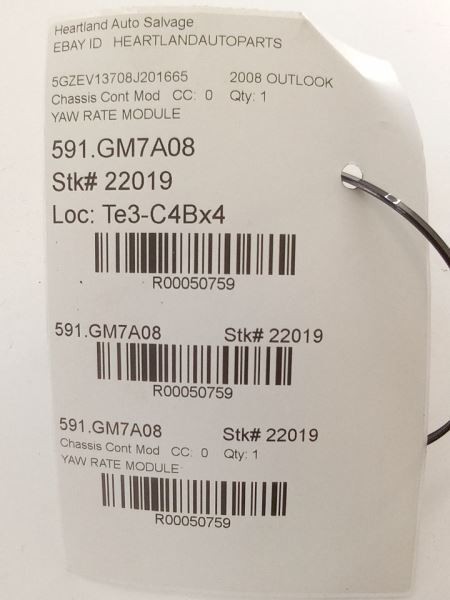 Heartland Auto Salvage
EBAY ID HEARTLANDAUTOPARTS
5GZEV13708J201665 2008 OUTLOOK
Chassis Cont Mod CC: 0 Qty: 1
YAW RATE MODULE
591.GM7A08
Stk# 22019
Loc: Te3-C4Bx4
R00050759
591.GM7A08 Stk# 22019
R00050759
591.GM7A08 Stk# 22019
Chassis Cont Mod CC: 0 Qty: 1
YAW RATE MODULE
R00050759